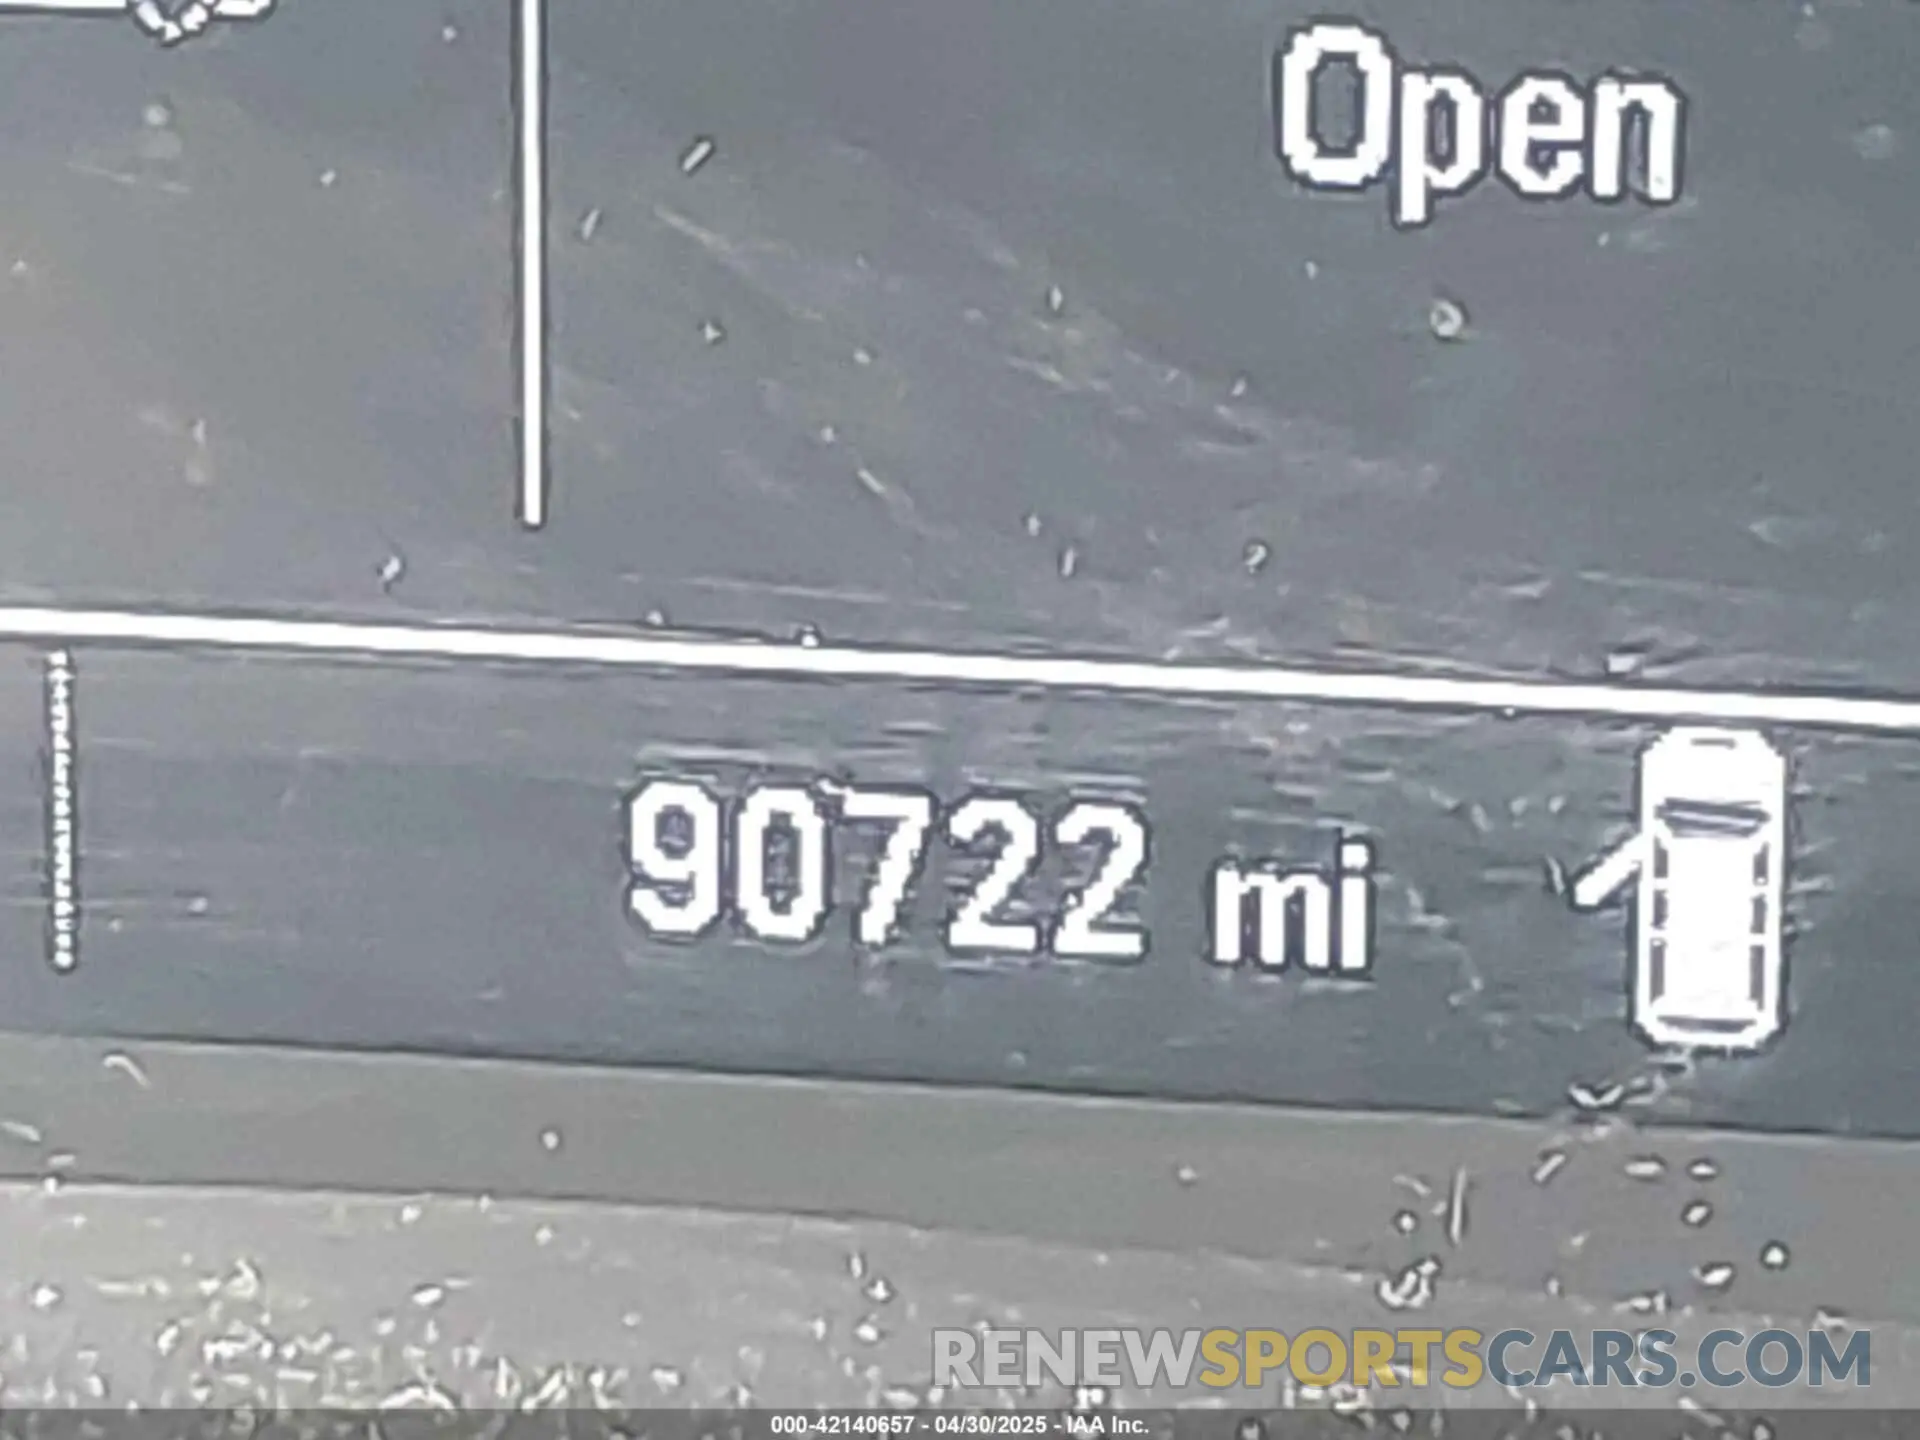 Open
90722 mi
RENEWSPORTSCARS.COM
000-42140657 - 04/30/2025 - IAA Inc.